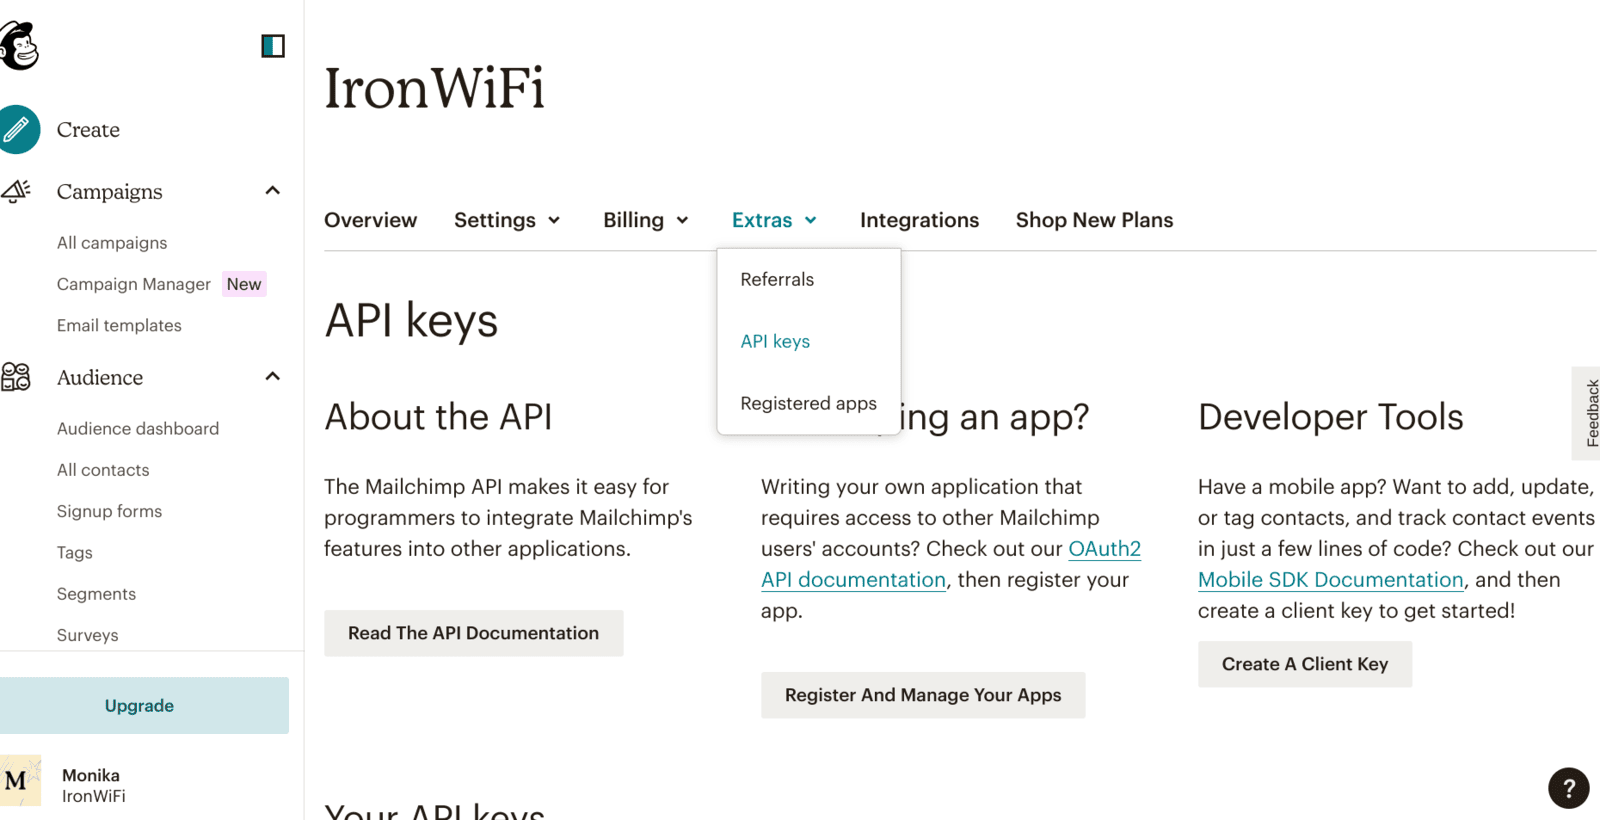 IronWiFi
Create
Campaigns
All campaigns
Campaign Manager New
Email templates
Audience
Audience dashboard
All contacts
Signup forms
Tags
Segments
Surveys
Upgrade
M
Monika
IronWiFi
Overview Settings Billing Extras Integrations Shop New Plans
Referrals
API keys
Registered apps
API keys
About the API
The Mailchimp API makes it easy for
programmers to integrate Mailchimp's
features into other applications.
Read The API Documentation
an app?
Writing your own application that
requires access to other Mailchimp
users' accounts? Check out our OAuth2
API documentation, then register your
app.
Register And Manage Your Apps
Developer Tools
Have a mobile app? Want to add, update,
or tag contacts, and track contact events
in just a few lines of code? Check out our
Mobile SDK Documentation, and then
create a client key to get started!
Create A Client Key
Your API keys
Feedback
?